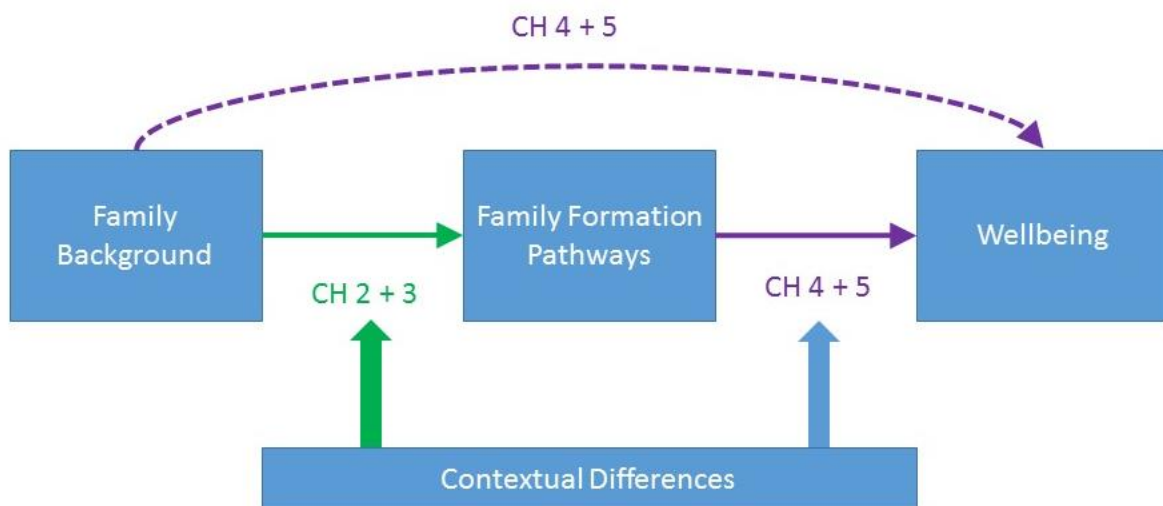 CH 4 + 5
Family
Background
Family Formation
Pathways
Wellbeing
CH 2 + 3
CH 4 + 5
Contextual Differences